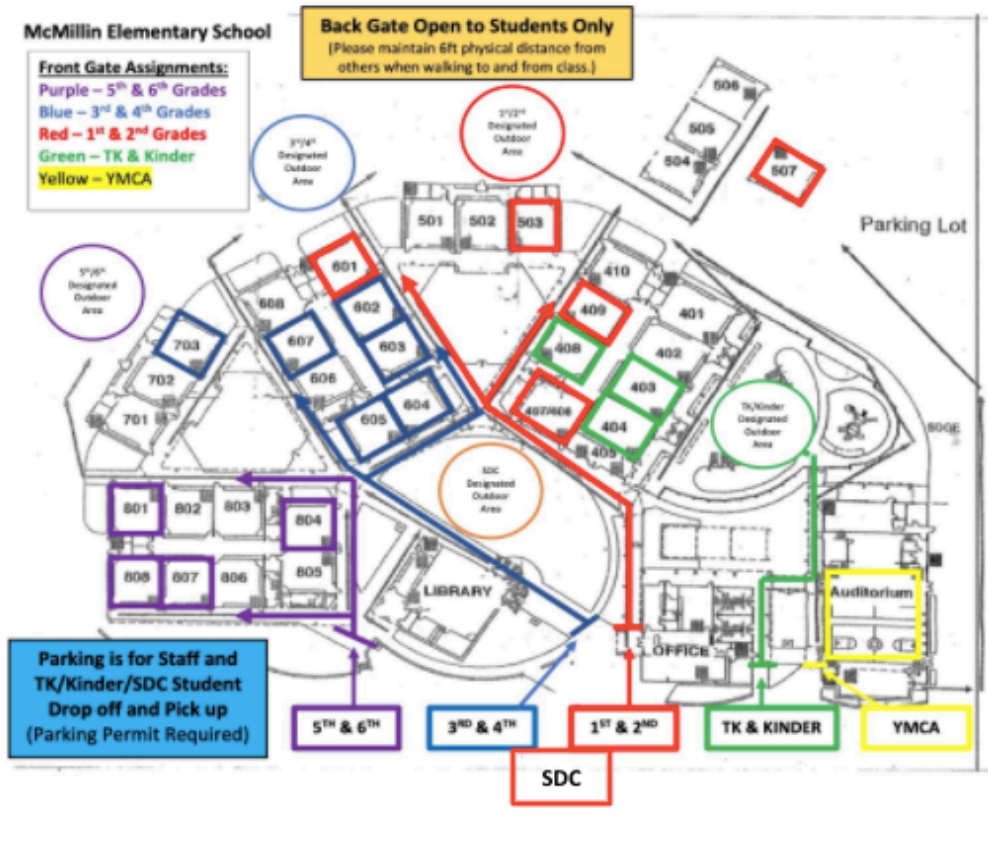 McMillin Elementary School
Front Gate Assignments:
Purple – 5th & 6th Grades
Blue – 3rd & 4th Grades
Red – 1st & 2nd Grades
Green – TK & Kinder
Yellow – YMCA
Back Gate Open to Students Only
(Please maintain 6ft physical distance from
others when walking to and from class.)
1st/2nd
Designated
Outdoor
Area
3rd/4th
Designated
Outdoor
Area
5th/6th
Designated
Outdoor
Area
506
505
504
507
Parking Lot
501
502
503
601
602
603
604
605
606
607
608
410
409
408
407/406
401
402
403
404
405
703
702
701
TK/Kinder
Designated
Outdoor
Area
SDC
Designated
Outdoor
Area
801
802
803
804
808
807
806
805
LIBRARY
OFFICE
Auditorium
Parking is for Staff and
TK/Kinder/SDC Student
Drop off and Pick up
(Parking Permit Required)
5TH & 6TH
3RD & 4TH
1ST & 2ND
TK & KINDER
YMCA
SDC